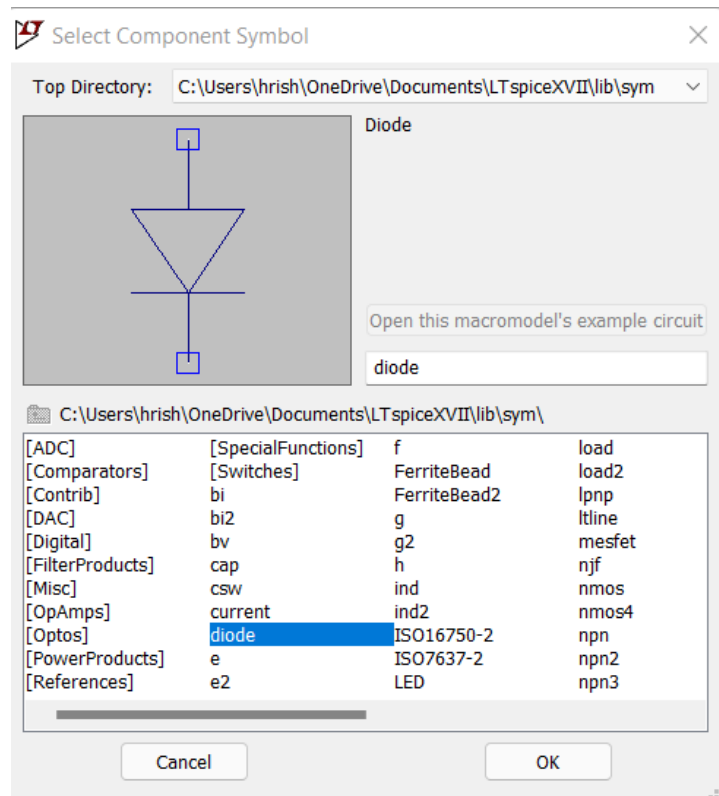 Select Component Symbol
Top Directory: C:\Users\hrish\OneDrive\Documents\LTspiceXVII\lib\sym
Diode
Open this macromodel's example circuit
diode
C:\Users\hrish\OneDrive\Documents\LTspiceXVII\lib\sym\
[ADC] [SpecialFunctions] f load
[Comparators] [Switches] FerriteBead load2
[Contrib] bi FerriteBead2 lpnp
[DAC] bi2 g ltline
[Digital] bv g2 mesfet
[FilterProducts] cap h njf
[Misc] csw ind nmos
[OpAmps] current ind2 nmos4
[Optos] diode ISO16750-2 npn
[PowerProducts] e ISO7637-2 npn2
[References] e2 LED npn3
Cancel OK